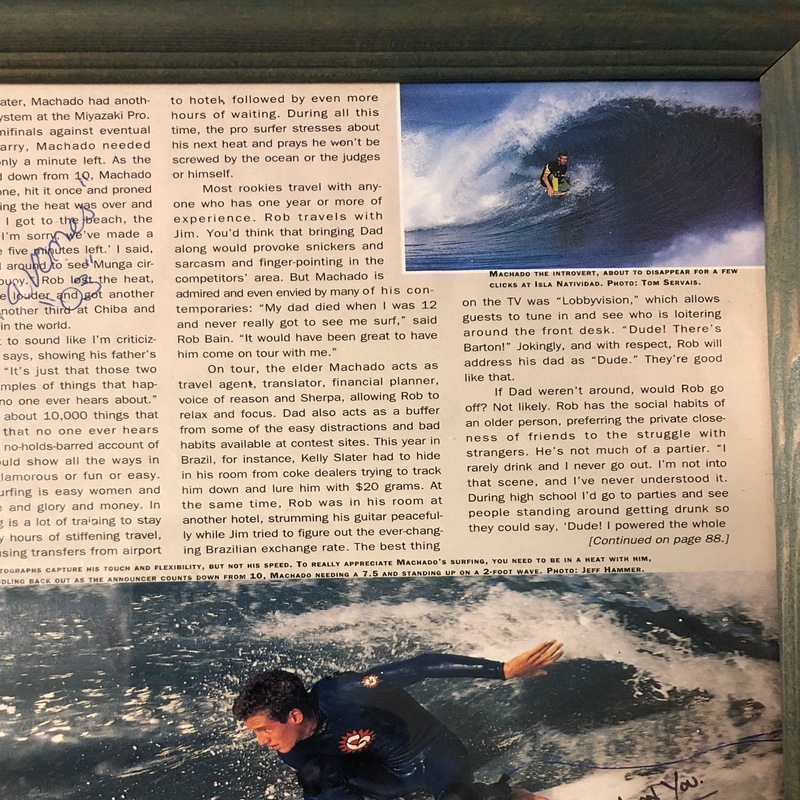 ater, Machado had anoth-
ystem at the Miyazaki Pro.
mifinals against eventual
arry, Machado needed
only a minute left. As the
d down from 10, Machado
one, hit it once and proned
ing the heat was over and
I got to the beach, the
I'm sorry we've made a
e five minutes left.' I said,
around to see Munga cir-
Rob lost the heat,
e louder and got another
nother third at Chiba and
in the world.
t to sound like I'm criticiz-
says, showing his father's
"It's just that those two
mples of things that hap-
no one ever hears about."
about 10,000 things that
that no one ever hears
no-holds-barred account of
ould show all the ways in
glamorous or fun or easy.
urfing is easy women and
e and glory and money. In
g is a lot of training to stay
y hours of stiffening travel,
using transfers from airport
to hotel, followed by even more
hours of waiting. During all this
time, the pro surfer stresses about
his next heat and prays he won't be
screwed by the ocean or the judges
or himself.
Most rookies travel with any-
one who has one year or more of
experience. Rob travels with
Jim. You'd think that bringing Dad
along would provoke snickers and
sarcasm and finger-pointing in the
competitors' area. But Machado is
admired and even envied by many of his con-
temporaries: "My dad died when I was 12
and never really got to see me surf," said
Rob Bain. "It would have been great to have
him come on tour with me."
On tour, the elder Machado acts as
travel agent, translator, financial planner,
voice of reason and Sherpa, allowing Rob to
relax and focus. Dad also acts as a buffer
from some of the easy distractions and bad
habits available at contest sites. This year in
Brazil, for instance, Kelly Slater had to hide
in his room from coke dealers trying to track
him down and lure him with $20 grams. At
the same time, Rob was in his room at
another hotel, strumming his guitar peaceful-
ly while Jim tried to figure out the ever-chang-
ing Brazilian exchange rate. The best thing
MACHADO THE INTROVERT, ABOUT TO DISAPPEAR FOR A FEW
CLICKS AT ISLA NATIVIDAD. PHOTO: TOM SERVAIS.
on the TV was "Lobbyvision," which allows
guests to tune in and see who is loitering
around the front desk. "Dude! There's
Barton!" Jokingly, and with respect, Rob will
address his dad as "Dude." They're good
like that.
If Dad weren't around, would Rob go
off? Not likely. Rob has the social habits of
an older person, preferring the private close-
ness of friends to the struggle with
strangers. He's not much of a partier. "I
rarely drink and I never go out. I'm not into
that scene, and I've never understood it.
During high school I'd go to parties and see
people standing around getting drunk so
they could say, 'Dude! I powered the whole
[Continued on page 88.]
TOGRAPHS CAPTURE HIS TOUCH AND FLEXIBILITY, BUT NOT HIS SPEED. TO REALLY APPRECIATE MACHADO'S SURFING, YOU NEED TO BE IN A HEAT WITH HIM,
DLING BACK OUT AS THE ANNOUNCER COUNTS DOWN FROM 10, MACHADO NEEDING A 7.5 AND STANDING UP ON A 2-FOOT WAVE. PHOTO: JEFF HAMMER.
You.